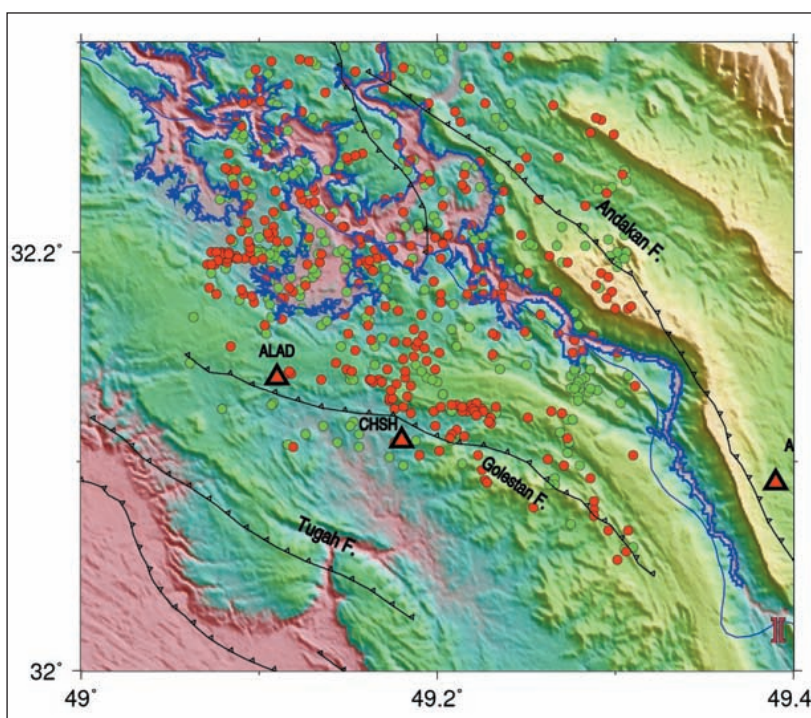 Andakan F.
32.2°
ALAD
CHSH
A
Golestan F.
Tugah F.
32°
49°
49.2°
49.4